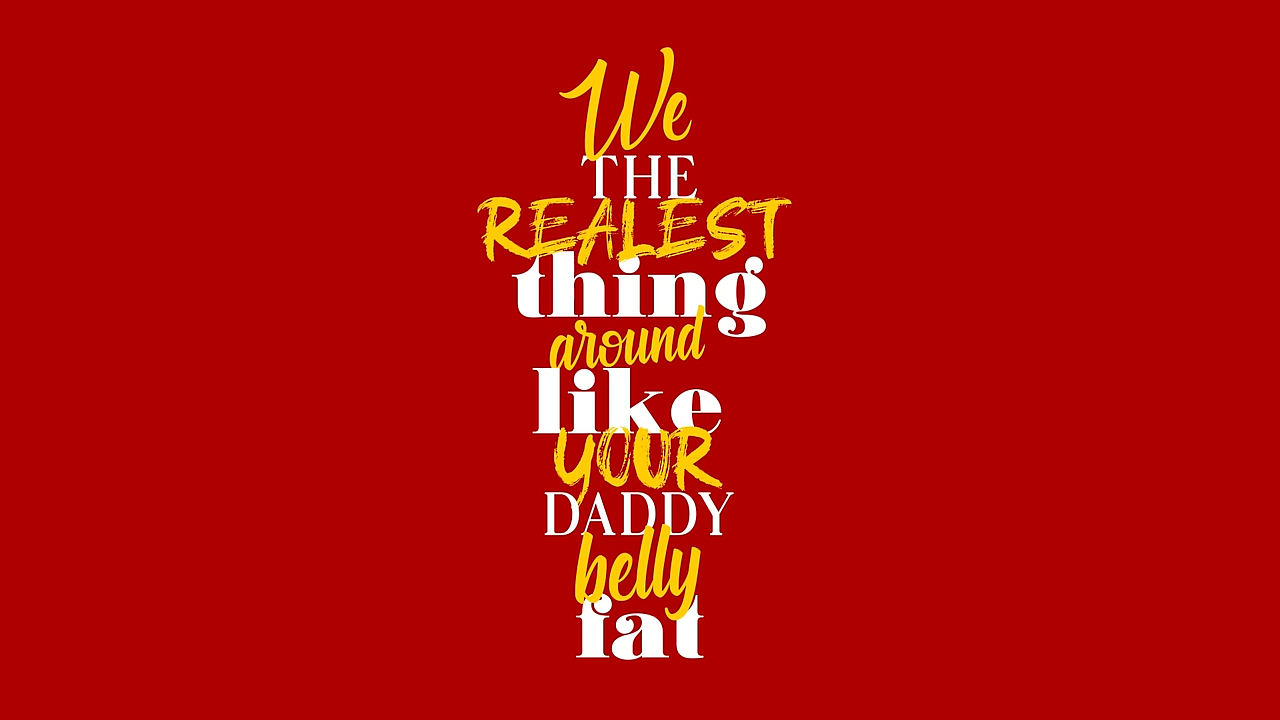 We
THE
REALEST
thing
around
like
YOUR
DADDY
belly
fat